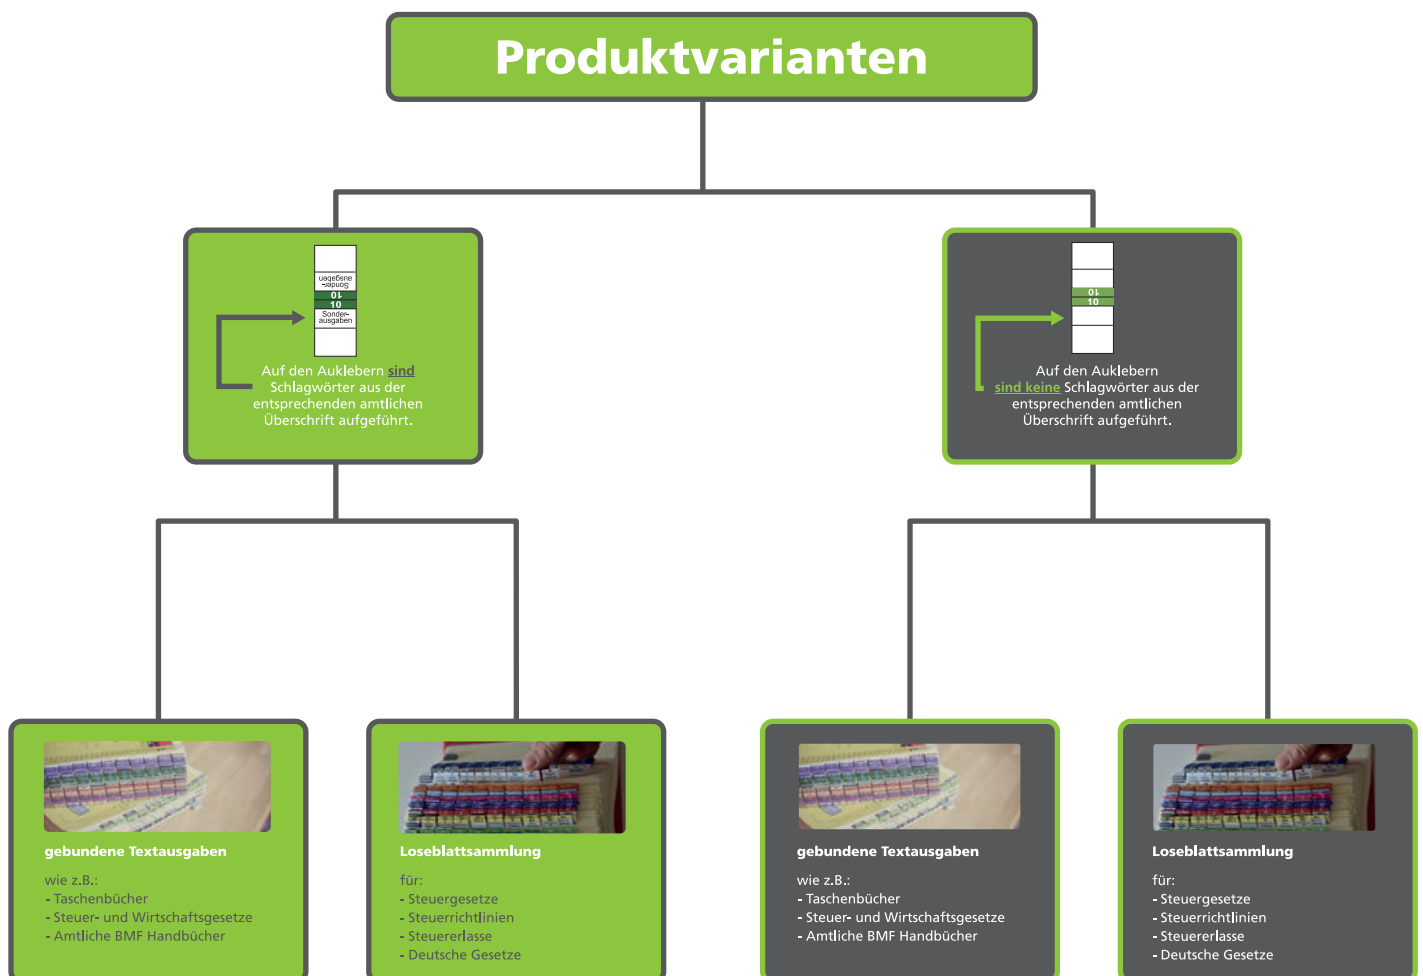 Produktvarianten
Sonder-
ausgaben
10
10
Sonder-
ausgaben
Auf den Auklebern sind
Schlagwörter aus der
entsprechenden amtlichen
Überschrift aufgeführt.
10
10
Auf den Auklebern
sind keine Schlagwörter aus der
entsprechenden amtlichen
Überschrift aufgeführt.
gebundene Textausgaben
wie z.B.:
- Taschenbücher
- Steuer- und Wirtschaftsgesetze
- Amtliche BMF Handbücher
Loseblattsammlung
für:
- Steuergesetze
- Steuerrichtlinien
- Steuererlasse
- Deutsche Gesetze
gebundene Textausgaben
wie z.B.:
- Taschenbücher
- Steuer- und Wirtschaftsgesetze
- Amtliche BMF Handbücher
Loseblattsammlung
für:
- Steuergesetze
- Steuerrichtlinien
- Steuererlasse
- Deutsche Gesetze